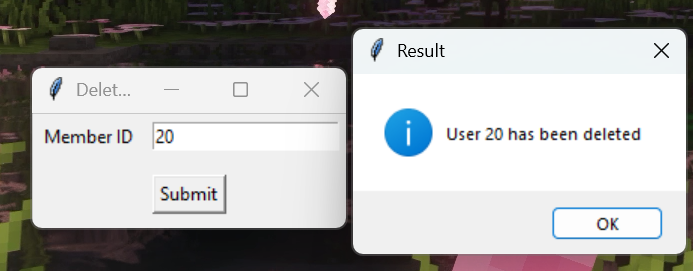 Delet...
Member ID 20
Submit
Result
User 20 has been deleted
OK